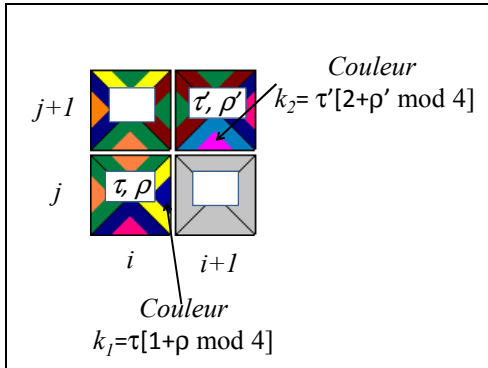 Couleur
j+1 τ', ρ' k₂= τ'[2+ρ' mod 4]
j τ, ρ
i i+1
Couleur
k₁=τ[1+ρ mod 4]